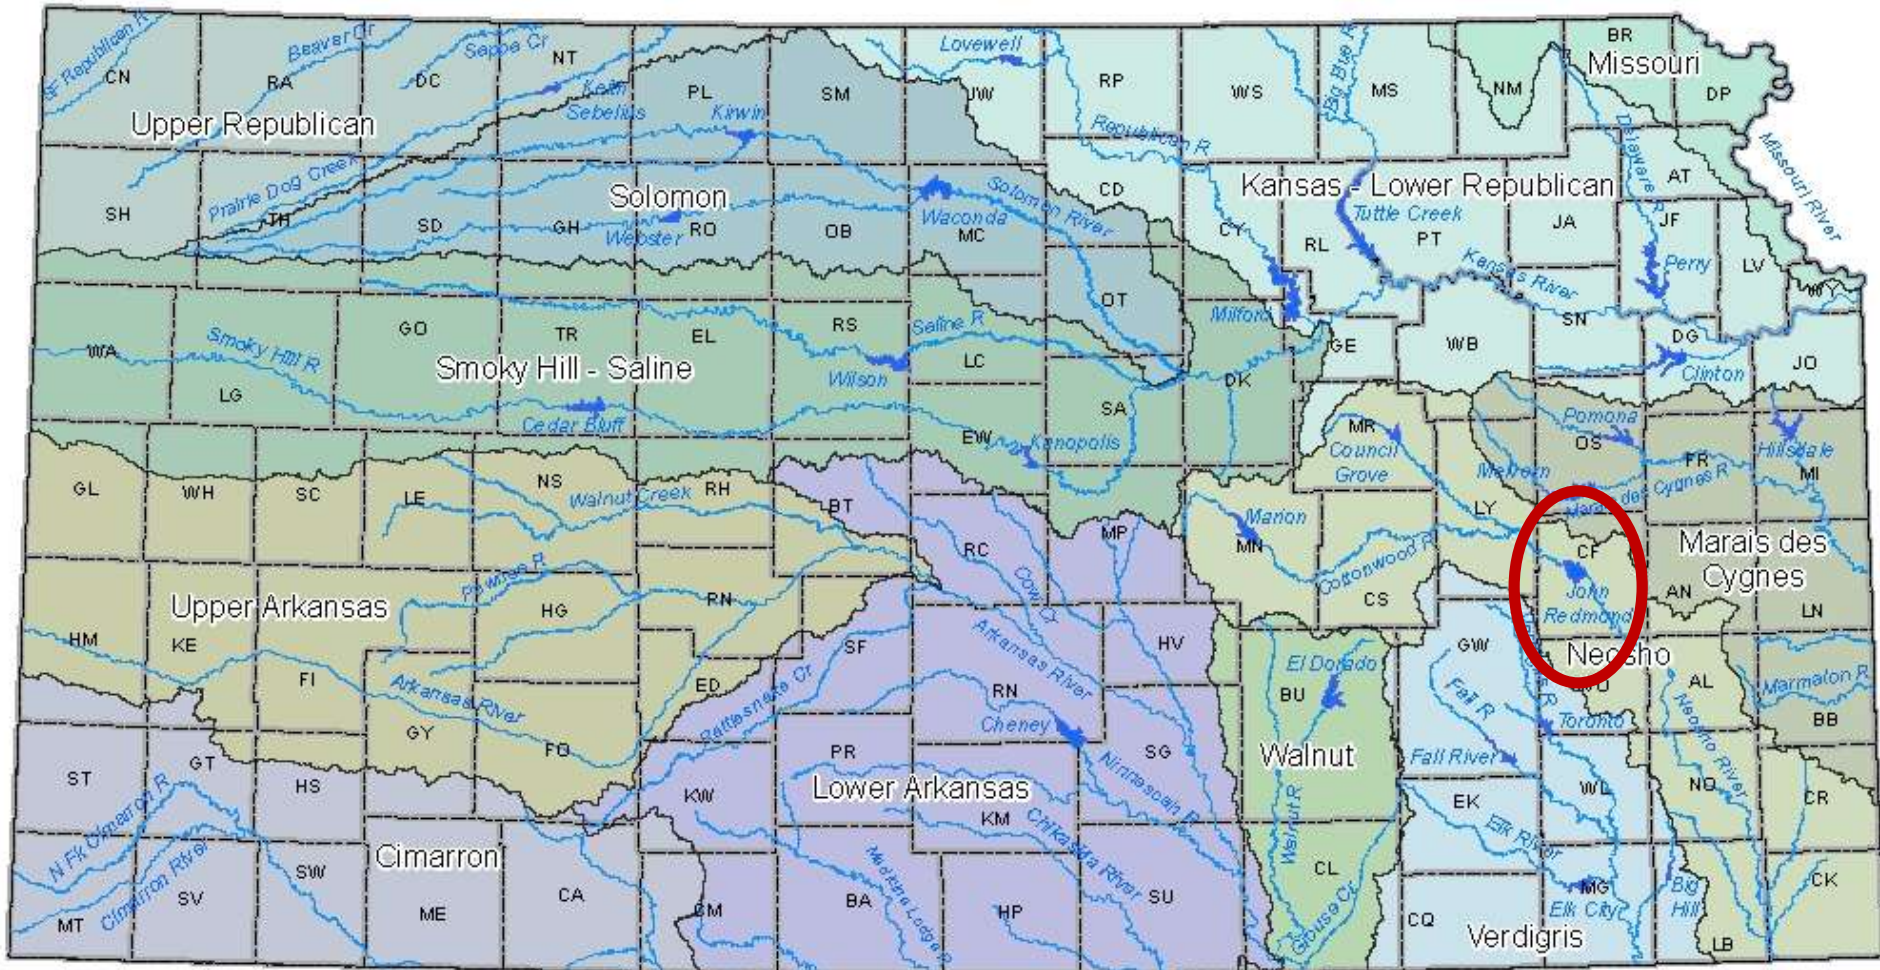 SF Republican R
Beaver Cr
Sappa Cr
Lovewell
BR
Missouri
CN
RA
DC
NT
Keith
Sebelius
PL
Kirwin
SM
JW
RP
WS
Big Blue R
MS
NM
DP
Upper Republican
Republican R
Delaware R
Missouri River
SH
Prairie Dog Creek
TH
SD
GH
Solomon
Webster
RO
OB
Waconda
Solomon River
MC
CD
CY
Kansas - Lower Republican
Tuttle Creek
RL
PT
JA
AT
JF
Perry
LV
WY
Kansas River
OT
Milford
WA
Smoky Hill R
LG
GO
TR
EL
RS
Saline R
Smoky Hill - Saline
Wilson
LC
DK
GE
WB
SN
DG
Clinton
JO
Cedar Bluff
EW
Kanopolis
SA
MR
Council
Grove
Pomona
OS
Melvern
FR
Hillsdale
MI
Marais des Cygnes R
GL
WH
SC
LE
NS
Walnut Creek
RH
BT
RC
Cow Cr
MP
Marion
MN
LY
Cottonwood R
CS
CF
John
Redmond
Marais des
Cygnes
AN
LN
Pawnee R
Upper Arkansas
HM
KE
FI
HG
RN
Arkansas River
GY
FO
ED
SF
Rattlesnake Cr
Arkansas River
RN
Cheney
HV
GW
Neosho
WO
Verdigris R
AL
Neosho River
Marmaton R
BB
El Dorado
BU
Fall R
Toronto
Fall River
ST
GT
HS
N Fk Cimarron R
Cimarron River
Cimarron
KW
PR
Lower Arkansas
KM
Ninnescah R
SG
Chikaskia River
Walnut
Walnut R
EK
Elk River
WL
NO
CR
MT
SV
SW
ME
CA
CM
BA
Medicine Lodge R
HP
SU
CL
Grouse Cr
CQ
Verdigris
MG
Elk City
Big
Hill
LB
CK